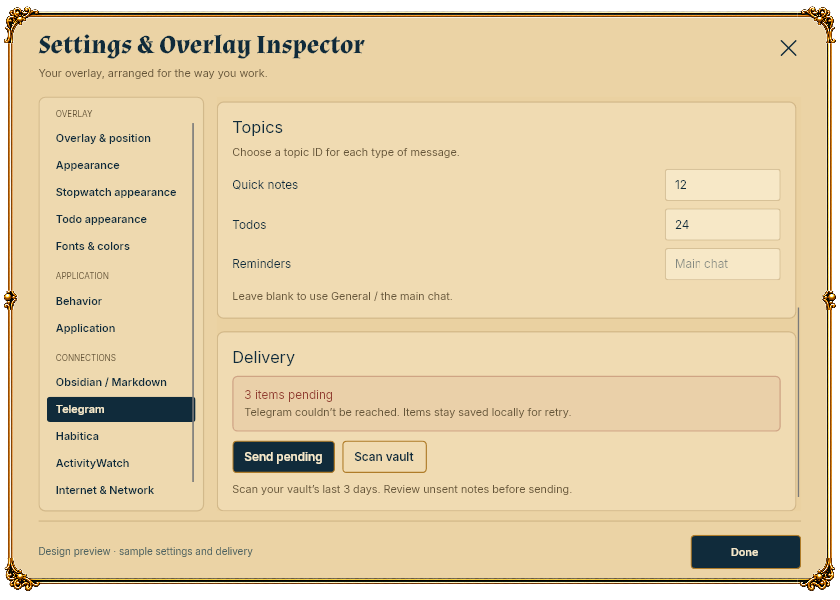 Settings & Overlay Inspector
Your overlay, arranged for the way you work.
OVERLAY
Overlay & position
Appearance
Stopwatch appearance
Todo appearance
Fonts & colors
APPLICATION
Behavior
Application
CONNECTIONS
Obsidian / Markdown
Telegram
Habitica
ActivityWatch
Internet & Network
Topics
Choose a topic ID for each type of message.
Quick notes
12
Todos
24
Reminders
Main chat
Leave blank to use General / the main chat.
Delivery
3 items pending
Telegram couldn’t be reached. Items stay saved locally for retry.
Send pending
Scan vault
Scan your vault’s last 3 days. Review unsent notes before sending.
Design preview · sample settings and delivery
Done